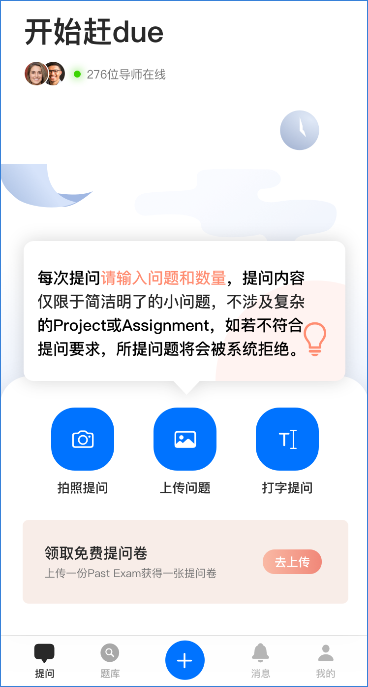 开始赶due
276位导师在线
每次提问请输入问题和数量，提问内容
仅限于简洁明了的小问题，不涉及复杂
的Project或Assignment，如若不符合
提问要求，所提问题将会被系统拒绝。
T
拍照提问
上传问题
打字提问
领取免费提问卷
上传一份Past Exam获得一张提问卷
去上传
提问
题库
消息
我的